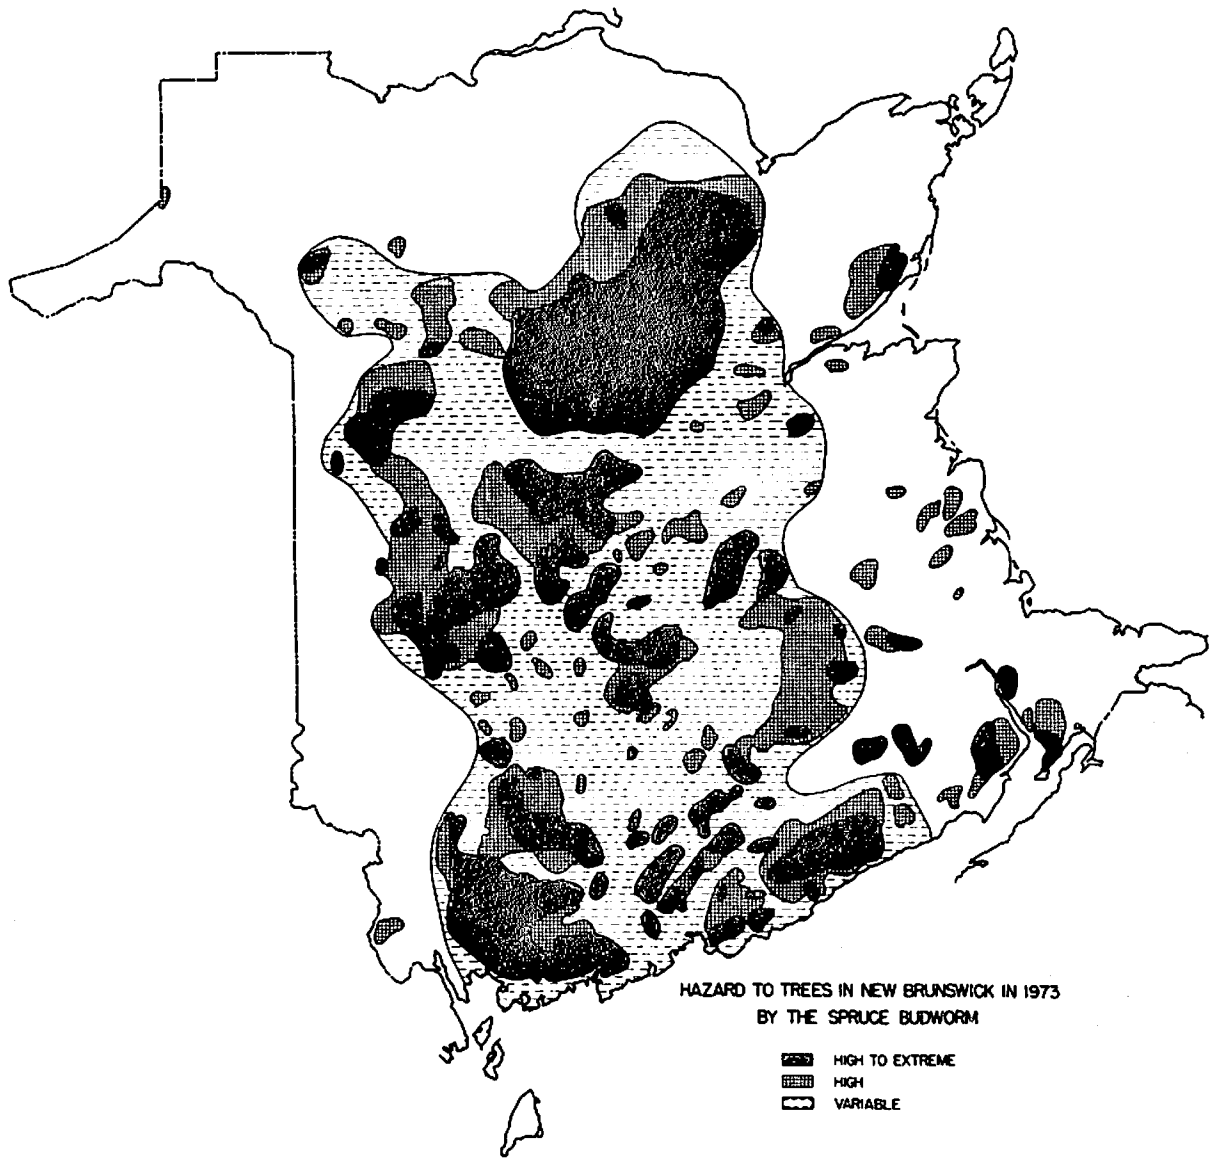 HAZARD TO TREES IN NEW BRUNSWICK IN 1973
BY THE SPRUCE BUDWORM
HIGH TO EXTREME
HIGH
VARIABLE